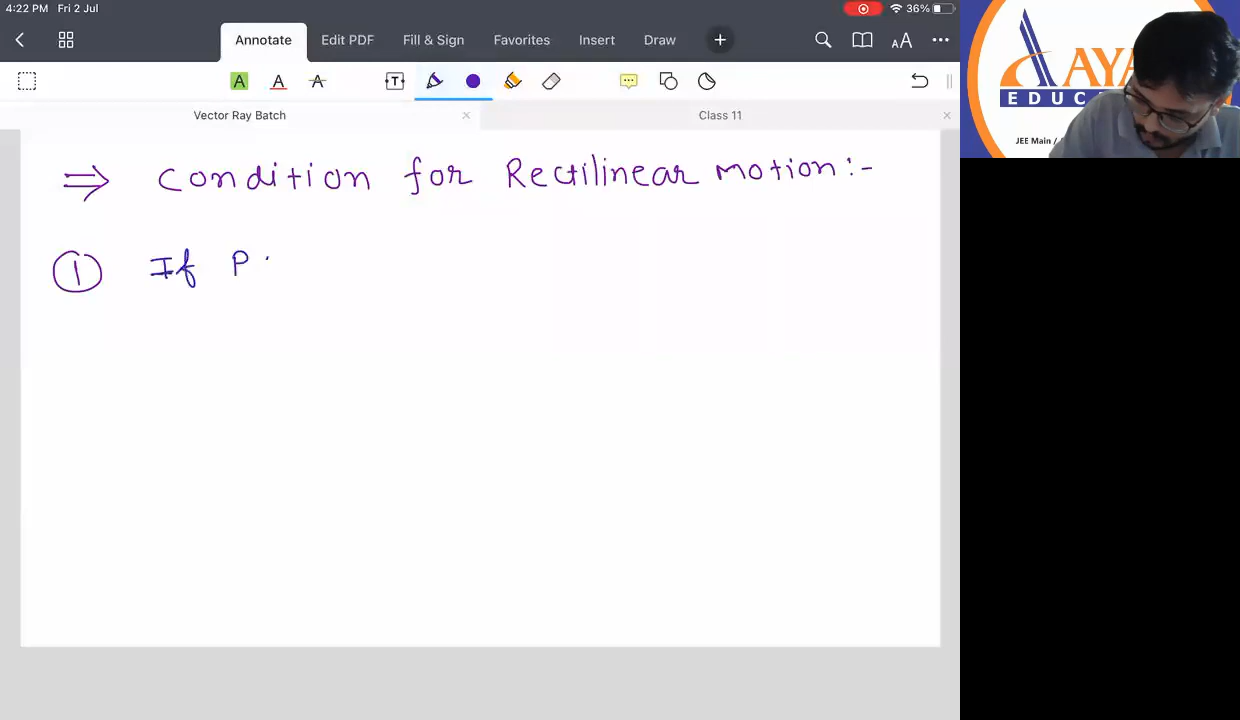 4:22 PM Fri 2 Jul 36%
Annotate Edit PDF Fill & Sign Favorites Insert Draw
Vector Ray Batch Class 11
⇒ Condition for Rectilinear motion :-
① If P
AYA
EDUC
JEE Main /